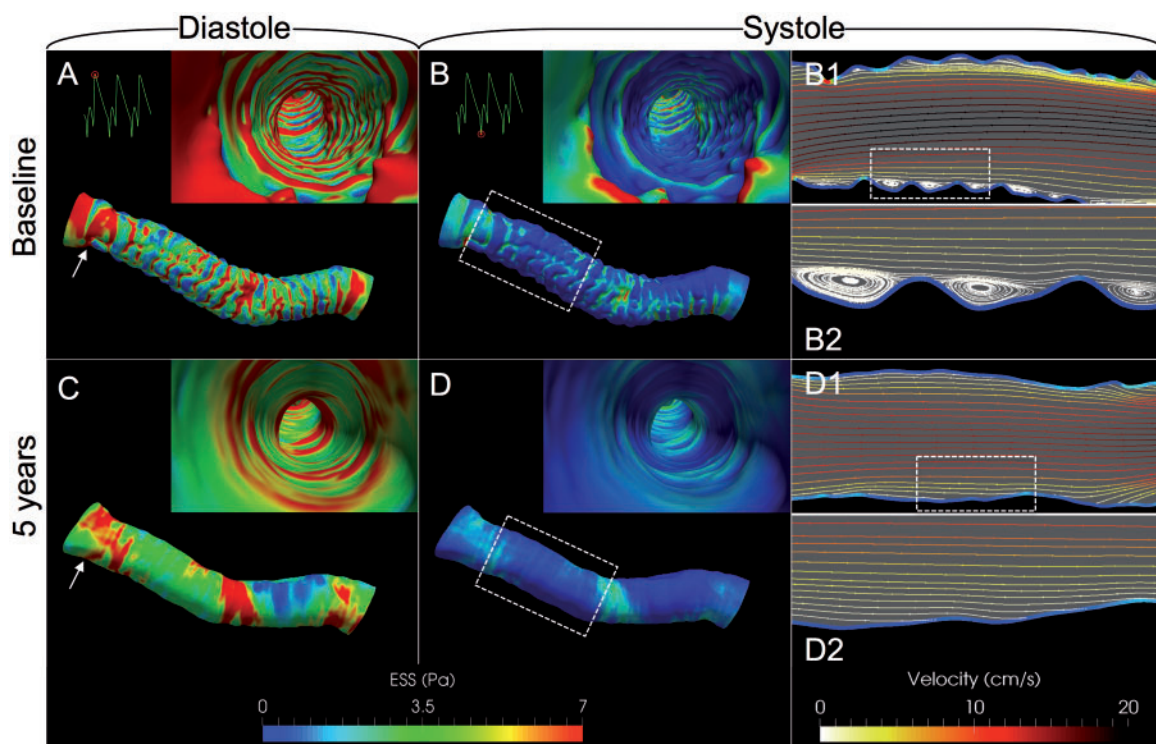 Diastole
Systole
Baseline
5 years
A
B
B1
B2
C
D
D1
D2
ESS (Pa)
0
3.5
7
Velocity (cm/s)
0
10
20